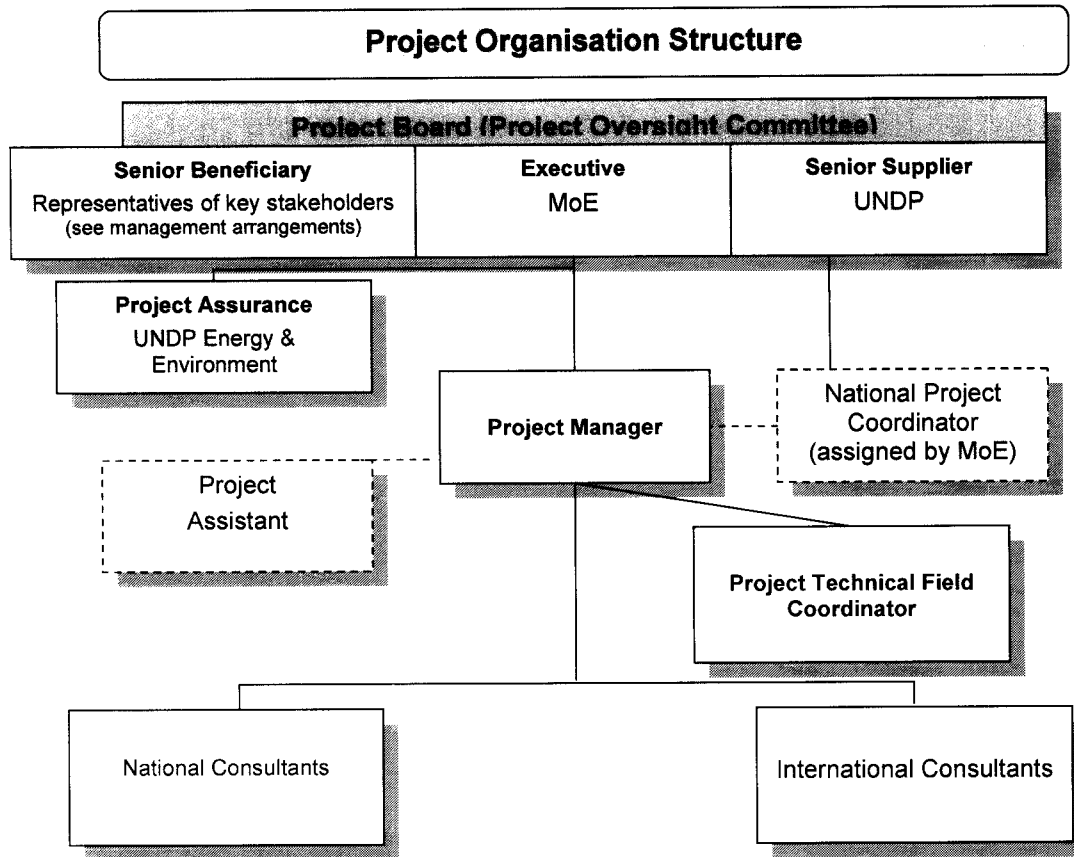 Project Organisation Structure
Project Board (Project Oversight Committee)
Senior Beneficiary
Representatives of key stakeholders
(see management arrangements)
Executive
MoE
Senior Supplier
UNDP
Project Assurance
UNDP Energy &
Environment
Project Manager
National Project
Coordinator
(assigned by MoE)
Project
Assistant
Project Technical Field
Coordinator
National Consultants
International Consultants